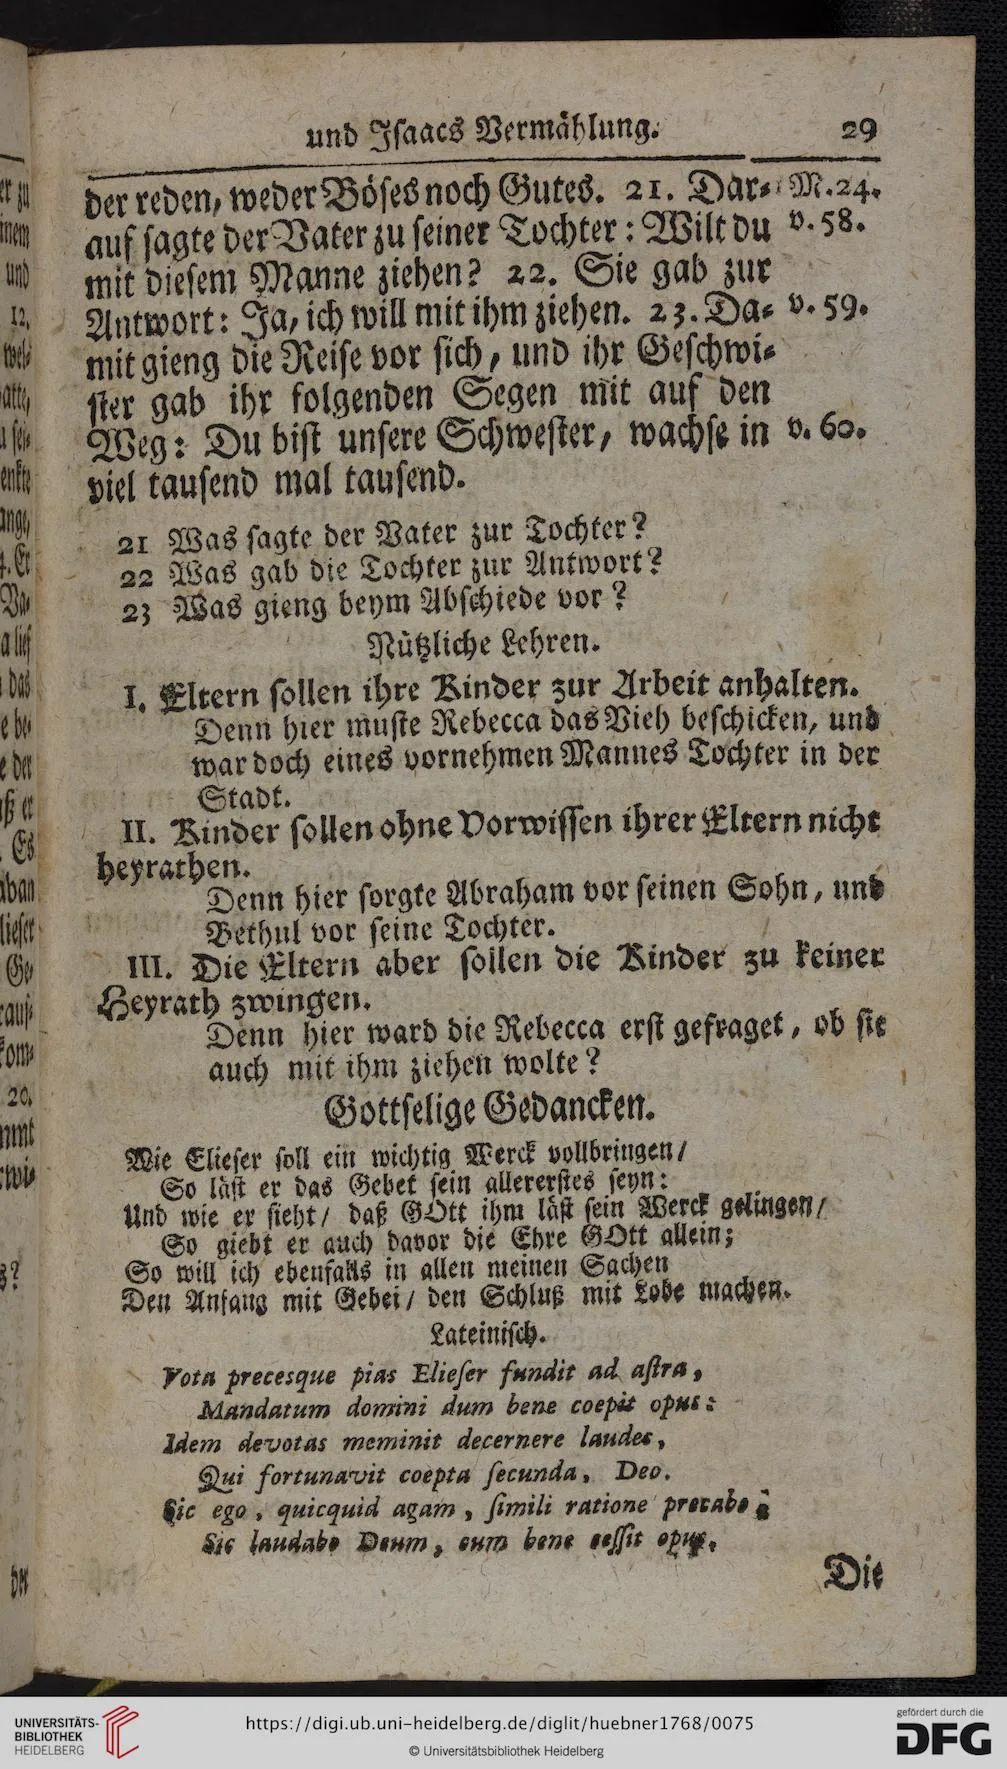 und Isaacs Vermählung. 29
der reden, weder Böses noch Gutes. 21. Dar- M. 24.
auf sagte der Vater zu seiner Tochter: Wilt du v. 58.
mit diesem Manne ziehen? 22. Sie gab zur
Antwort: Ja, ich will mit ihm ziehen. 23. Da- v. 59.
mit gieng die Reise vor sich, und ihr Geschwi-
ster gab ihr folgenden Segen mit auf den
Weg: Du bist unsere Schwester, wachse in v. 60.
viel tausend mal tausend.
21 Was sagte der Vater zur Tochter?
22 Was gab die Tochter zur Antwort?
23 Was gieng beym Abschiede vor?
Nützliche Lehren.
I. Eltern sollen ihre Kinder zur Arbeit anhalten.
Denn hier muste Rebecca das Vieh beschicken, und
war doch eines vornehmen Mannes Tochter in der
Stadt.
II. Kinder sollen ohne Vorwissen ihrer Eltern nicht
heyrathen.
Denn hier sorgte Abraham vor seinen Sohn, und
Bethul vor seine Tochter.
III. Die Eltern aber sollen die Kinder zu keiner
Heyrath zwingen.
Denn hier ward die Rebecca erst gefraget, ob sie
auch mit ihm ziehen wolte?
Gottselige Gedancken.
Wie Elieser soll ein wichtig Werck vollbringen/
So läst er das Gebet sein allererstes seyn:
Und wie er sieht/ daß GOtt ihm läst sein Werck gelingen/
So giebt er auch davor die Ehre GOtt allein;
So will ich ebenfalls in allen meinen Sachen
Den Anfang mit Gebet/ den Schluß mit Lobe machen.
Lateinisch.
Vota precesque pias Elieser fundit ad astra,
Mandatum domini dum bene coepit opus:
Idem devotas meminit decernere laudes,
Qui fortunavit coepta secunda, Deo.
Sic ego, quicquid agam, simili ratione precabo
Sic laudabo Deum, cum bene cessit opus.
Die
UNIVERSITÄTS-
BIBLIOTHEK
HEIDELBERG
https://digi.ub.uni-heidelberg.de/diglit/huebner1768/0075
© Universitätsbibliothek Heidelberg
gefördert durch die
DFG